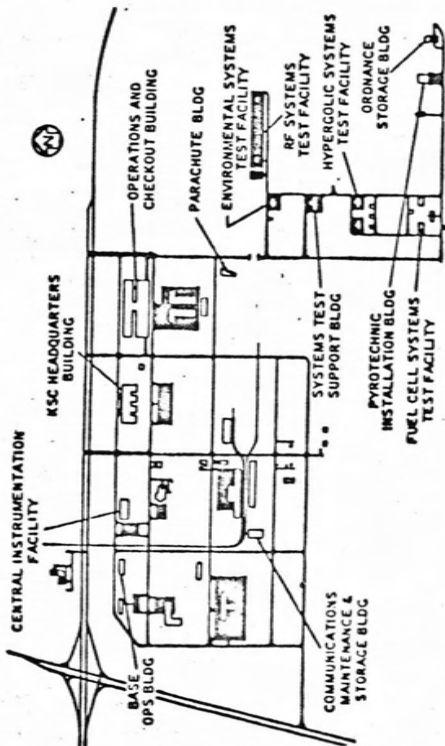 CENTRAL INSTRUMENTATION
FACILITY
KSC HEADQUARTERS
BUILDING
OPERATIONS AND
CHECKOUT BUILDING
PARACHUTE BLDG
ENVIRONMENTAL SYSTEMS
TEST FACILITY
RF SYSTEMS
TEST FACILITY
HYPERGOLIC SYSTEMS
TEST FACILITY
ORDNANCE
STORAGE BLDG
BASE
OPS BLDG
COMMUNICATIONS
MAINTENANCE &
STORAGE BLDG
SYSTEMS TEST
SUPPORT BLDG
PYROTECHNIC
INSTALLATION BLDG
FUEL CELL SYSTEMS
TEST FACILITY